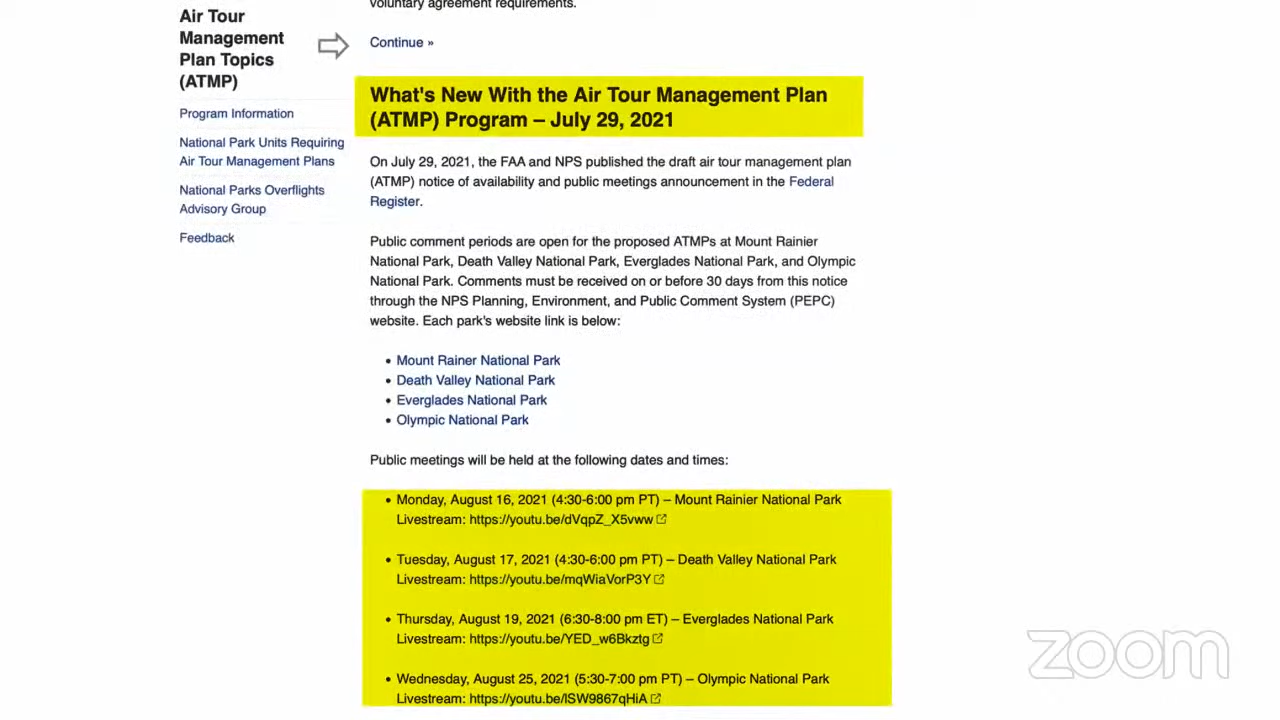 voluntary agreement requirements.
Air Tour
Management
Plan Topics
(ATMP)
Program Information
National Park Units Requiring
Air Tour Management Plans
National Parks Overflights
Advisory Group
Feedback
Continue »
What's New With the Air Tour Management Plan
(ATMP) Program – July 29, 2021
On July 29, 2021, the FAA and NPS published the draft air tour management plan
(ATMP) notice of availability and public meetings announcement in the Federal
Register.
Public comment periods are open for the proposed ATMPs at Mount Rainier
National Park, Death Valley National Park, Everglades National Park, and Olympic
National Park. Comments must be received on or before 30 days from this notice
through the NPS Planning, Environment, and Public Comment System (PEPC)
website. Each park's website link is below:
• Mount Rainer National Park
• Death Valley National Park
• Everglades National Park
• Olympic National Park
Public meetings will be held at the following dates and times:
• Monday, August 16, 2021 (4:30-6:00 pm PT) – Mount Rainier National Park
Livestream: https://youtu.be/dVqpZ_X5vww
• Tuesday, August 17, 2021 (4:30-6:00 pm PT) – Death Valley National Park
Livestream: https://youtu.be/mqWiaVorP3Y
• Thursday, August 19, 2021 (6:30-8:00 pm ET) – Everglades National Park
Livestream: https://youtu.be/YED_w6Bkztg
• Wednesday, August 25, 2021 (5:30-7:00 pm PT) – Olympic National Park
Livestream: https://youtu.be/lSW9867qHiA
zoom